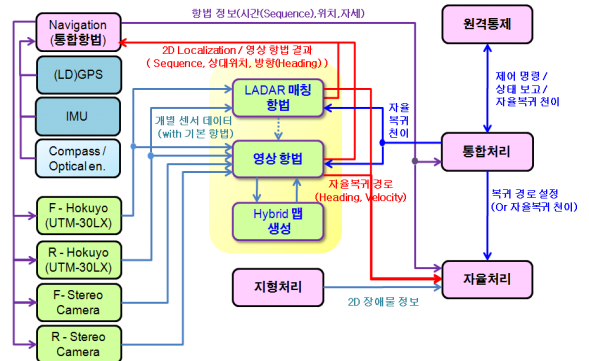 항법 정보(시간(Sequence),위치,자세)
Navigation
(통합항법)
원격통제
2D Localization / 영상 항법 결과
( Sequence, 상대위치, 방향(Heading) )
(LD)GPS
LADAR 매칭
항법
제어 명령 /
상태 보고 /
자율복귀 천이
IMU
개별 센서 데이터
(with 기본 항법)
자율
복귀
천이
Compass /
Optical en.
영상 항법
통합처리
자율복귀 경로
(Heading, Velocity)
복귀 경로 설정
(Or 자율복귀 천이)
F - Hokuyo
(UTM-30LX)
Hybrid 맵
생성
R - Hokuyo
(UTM-30LX)
지형처리
자율처리
2D 장애물 정보
F- Stereo
Camera
R - Stereo
Camera